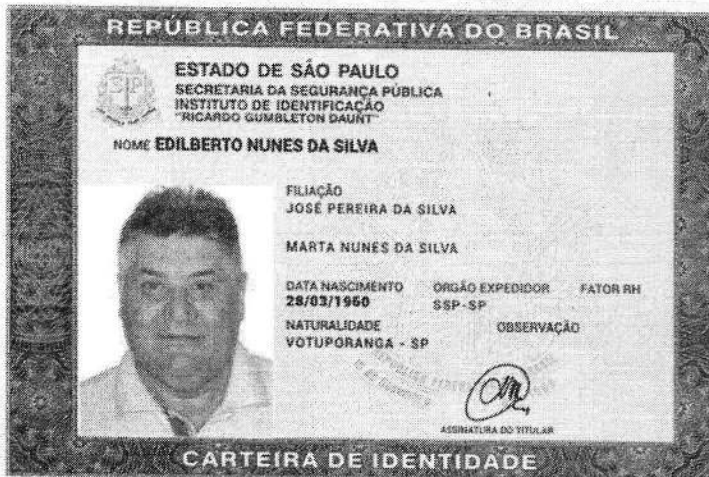 REPÚBLICA FEDERATIVA DO BRASIL
SP
ESTADO DE SÃO PAULO
SECRETARIA DA SEGURANÇA PÚBLICA
INSTITUTO DE IDENTIFICAÇÃO
"RICARDO GUMBLETON DAUNT"
NOME EDILBERTO NUNES DA SILVA
FILIAÇÃO
JOSÉ PEREIRA DA SILVA
MARTA NUNES DA SILVA
DATA NASCIMENTO ORGÃO EXPEDIDOR FATOR RH
28/03/1960 SSP-SP
NATURALIDADE OBSERVAÇÃO
VOTUPORANGA - SP
ASSINATURA DO TITULAR
CARTEIRA DE IDENTIDADE